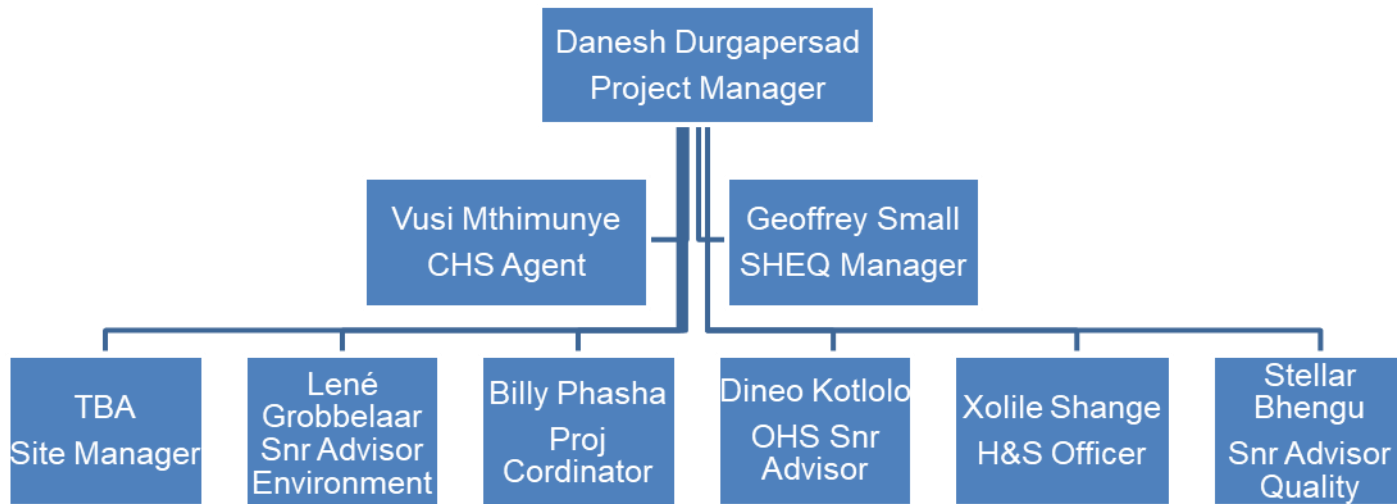 Danesh Durgapersad
Project Manager
Vusi Mthimunye
CHS Agent
Geoffrey Small
SHEQ Manager
TBA
Site Manager
Lené
Grobbelaar
Snr Advisor
Environment
Billy Phasha
Proj
Cordinator
Dineo Kotlolo
OHS Snr
Advisor
Xolile Shange
H&S Officer
Stellar
Bhengu
Snr Advisor
Quality